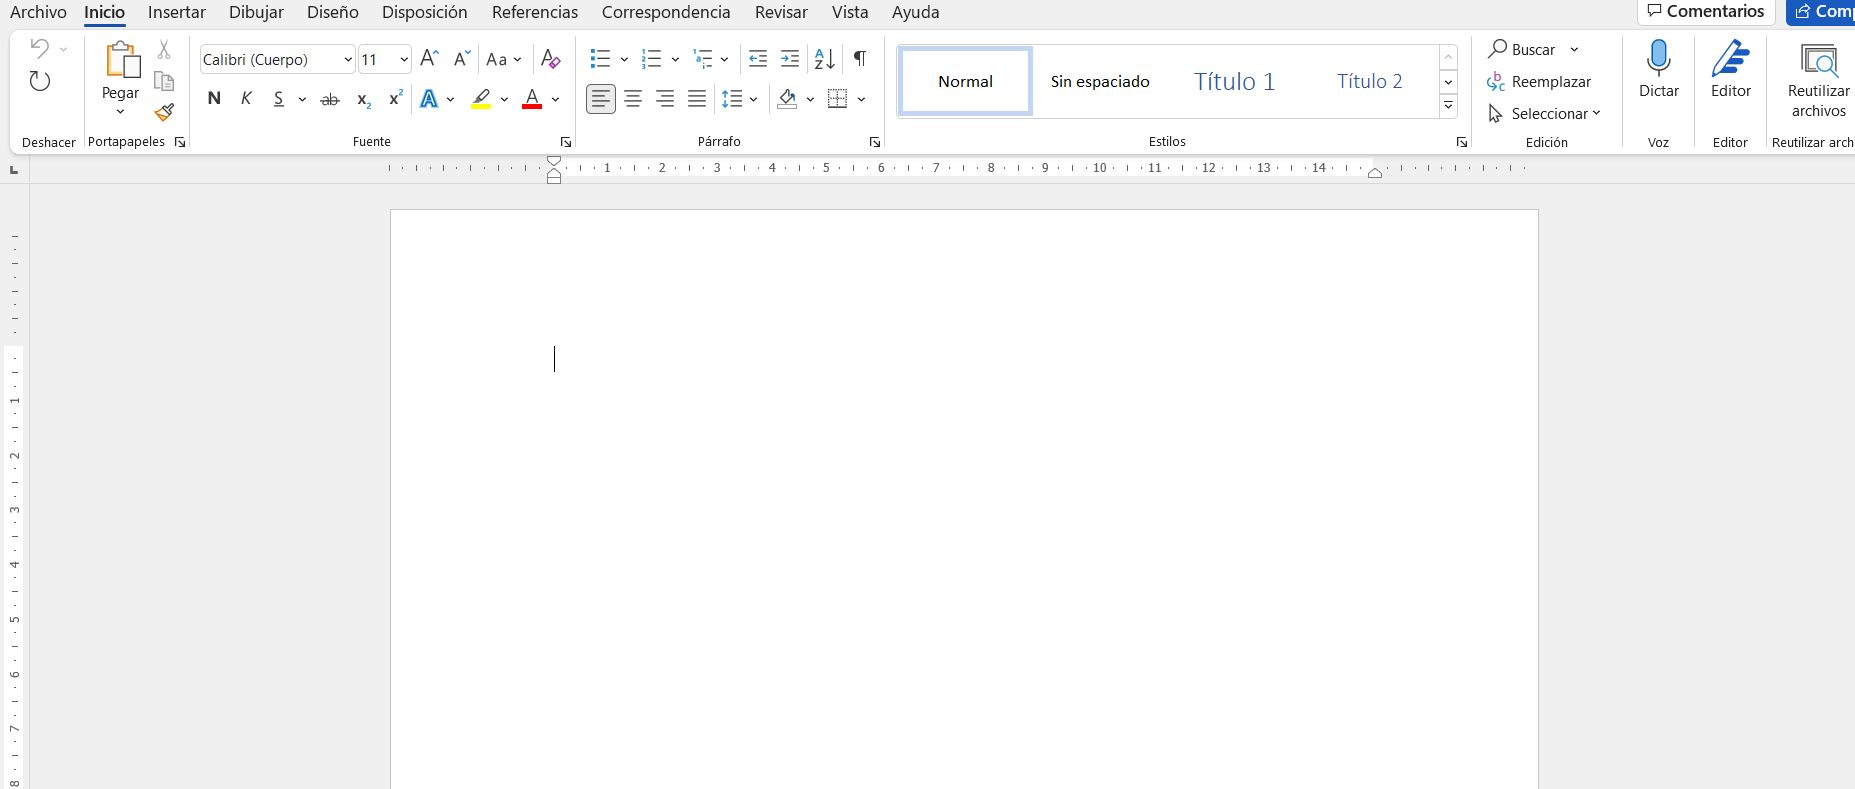 Archivo Inicio Insertar Dibujar Diseño Disposición Referencias Correspondencia Revisar Vista Ayuda Comentarios Comp
Calibri (Cuerpo) 11 Aa
Pegar
N K S ab x₂ x² A A
Normal Sin espaciado Título 1 Título 2
Buscar
Reemplazar
Seleccionar
Dictar Editor Reutilizar
archivos
Deshacer Portapapeles Fuente Párrafo Estilos Edición Voz Editor Reutilizar arch
1 2 3 4 5 6 7 8 9 10 11 12 13 14
1
2
3
4
5
6
7
8